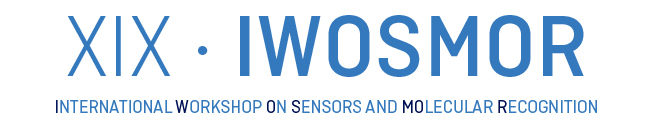 XIX · IWOSMOR
INTERNATIONAL WORKSHOP ON SENSORS AND MOLECULAR RECOGNITION